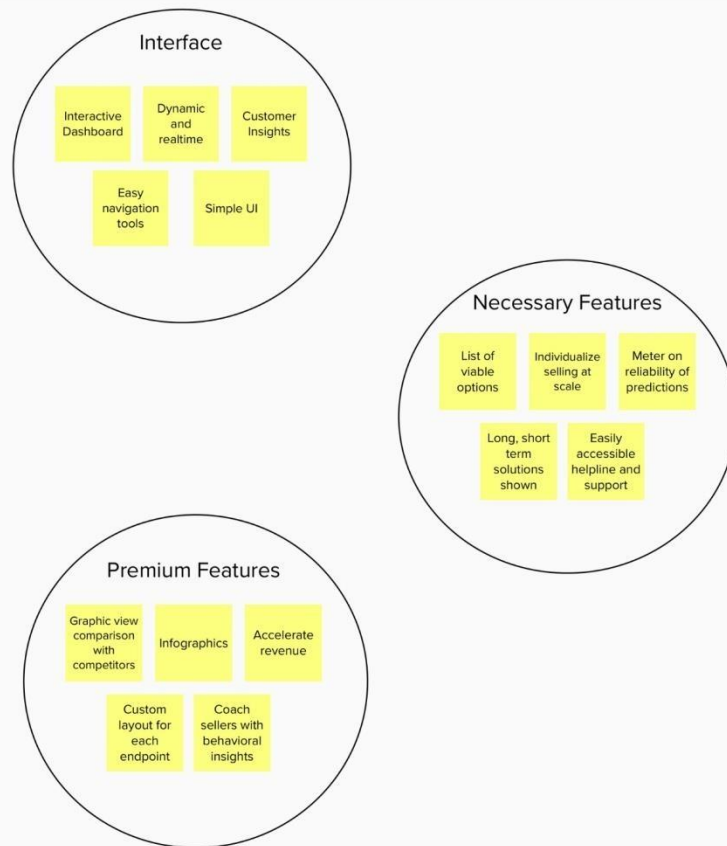 Interface
Interactive
Dashboard
Dynamic
and
realtime
Customer
Insights
Easy
navigation
tools
Simple UI
Necessary Features
List of
viable
options
Individualize
selling at
scale
Meter on
reliability of
predictions
Long, short
term
solutions
shown
Easily
accessible
helpline and
support
Premium Features
Graphic view
comparison
with
competitors
Infographics
Accelerate
revenue
Custom
layout for
each
endpoint
Coach
sellers with
behavioral
insights